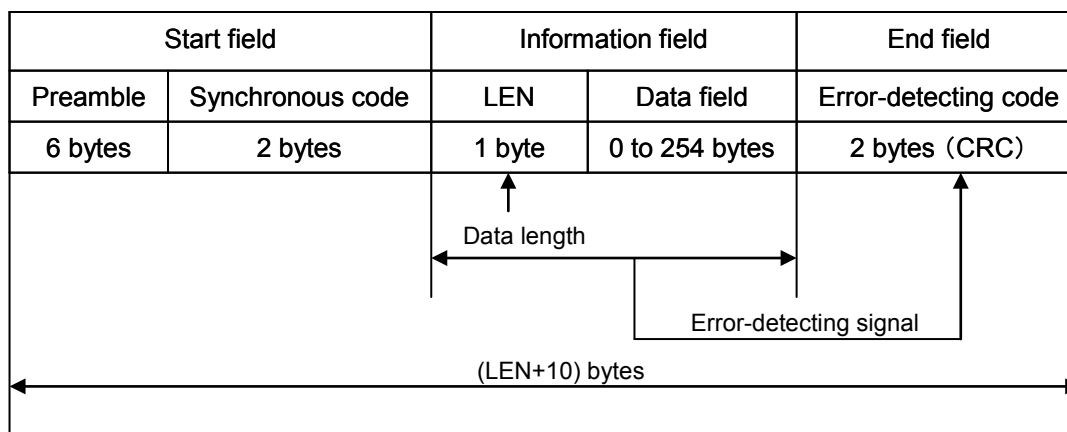 Start field Information field End field
Preamble Synchronous code LEN Data field Error-detecting code
6 bytes 2 bytes 1 byte 0 to 254 bytes 2 bytes（CRC）
Data length
Error-detecting signal
(LEN+10) bytes